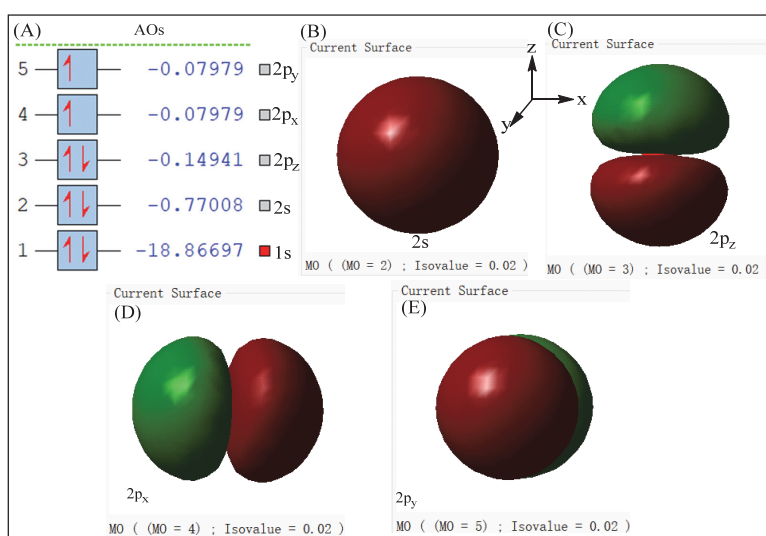 (A) AOs
5 -0.07979 2py
4 -0.07979 2px
3 -0.14941 2pz
2 -0.77008 2s
1 -18.86697 1s
(B)
Current Surface
2s
MO ( (MO = 2) ; Isovalue = 0.02 )
z
x
y
(C)
Current Surface
2pz
MO ( (MO = 3) ; Isovalue = 0.02
Current Surface
(D)
2px
MO ( (MO = 4) ; Isovalue = 0.02 )
Current Surface
(E)
2py
MO ( (MO = 5) ; Isovalue = 0.02 )